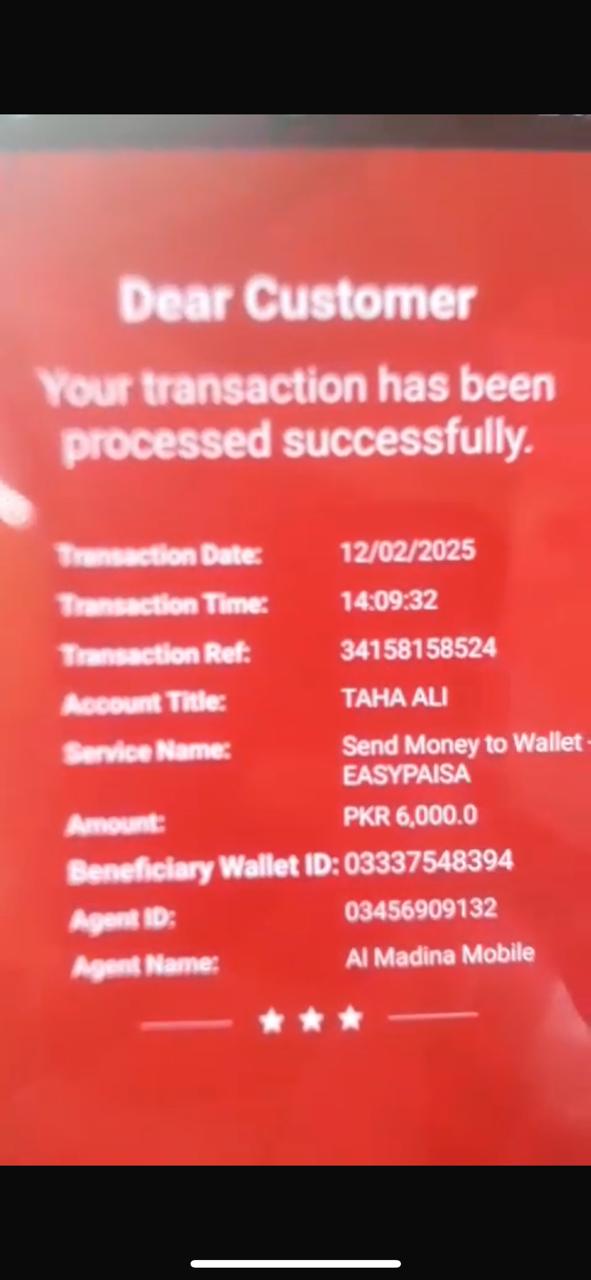 Dear Customer
Your transaction has been
processed successfully.
Transaction Date: 12/02/2025
Transaction Time: 14:09:32
Transaction Ref: 34158158524
Account Title: TAHA ALI
Service Name: Send Money to Wallet -
EASYPAISA
Amount: PKR 6,000.0
Beneficiary Wallet ID: 03337548394
Agent ID: 03456909132
Agent Name: Al Madina Mobile